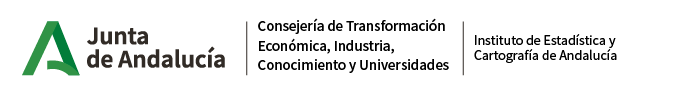 Junta
de Andalucía
Consejería de Transformación
Económica, Industria,
Conocimiento y Universidades
Instituto de Estadística y
Cartografía de Andalucía